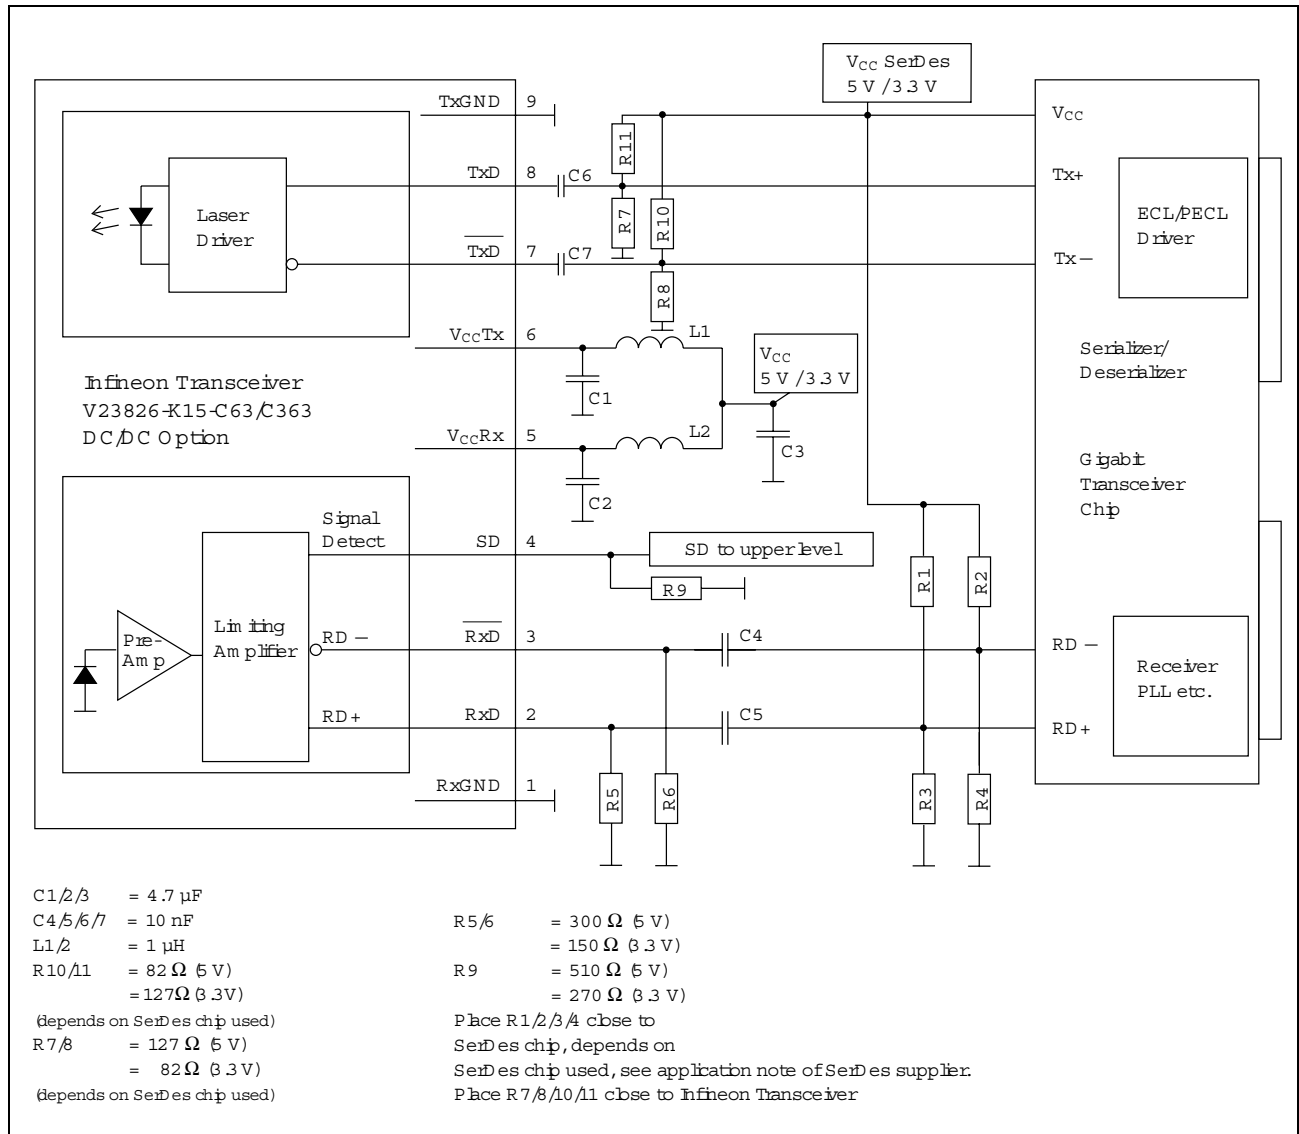 VCC SerDes
5 V / 3.3 V
TxGND 9
VCC
R11
TxD 8
C6
Tx+
Laser
Driver
R7
R10
ECL/PECL
Driver
TxD 7
C7
Tx –
R8
VCCTx 6
L1
VCC
5 V / 3.3 V
Serializer/
Deserializer
Infineon Transceiver
V23826-K15-C63/C363
DC/DC Option
C1
VCCRx 5
L2
C3
Gigabit
Transceiver
Chip
C2
Signal
Detect
SD 4
SD to upper level
R9
R1
R2
Pre-
Amp
Limiting
Amplifier
RD –
RxD 3
C4
RD –
Receiver
PLL etc.
RD+
RxD 2
C5
RD+
RxGND 1
R5
R6
R3
R4
C1/2/3 = 4.7 µF
C4/5/6/7 = 10 nF
L1/2 = 1 µH
R10/11 = 82 Ω (5 V)
= 127 Ω (3.3 V)
(depends on SerDes chip used)
R7/8 = 127 Ω (5 V)
= 82 Ω (3.3 V)
(depends on SerDes chip used)
R5/6 = 300 Ω (5 V)
= 150 Ω (3.3 V)
R9 = 510 Ω (5 V)
= 270 Ω (3.3 V)
Place R1/2/3/4 close to
SerDes chip, depends on
SerDes chip used, see application note of SerDes supplier.
Place R7/8/10/11 close to Infineon Transceiver